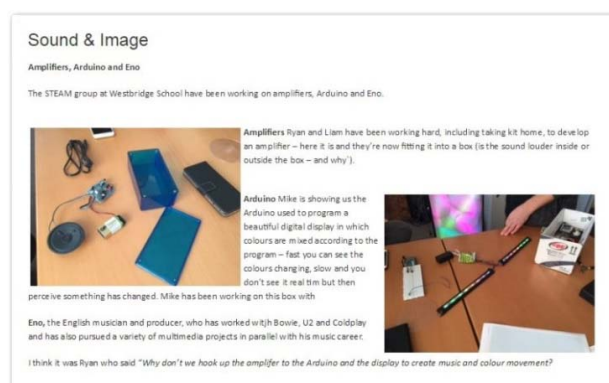 Sound & Image
Amplifiers, Arduino and Eno
The STEAM group at Westbridge School have been working on amplifiers, Arduino and Eno.
Amplifiers Ryan and Liam have been working hard, including taking kit home, to develop
an amplifier – here it is and they're now fitting it into a box (is the sound louder inside or
outside the box – and why`).
Arduino Mike is showing us the
Arduino used to program a
beautiful digital display in which
colours are mixed according to the
program – fast you can see the
colours changing, slow and you
don't see it real tim but then
perceive something has changed. Mike has been working on this box with
Eno, the English musician and producer, who has worked witjh Bowie, U2 and Coldplay
and has also pursued a variety of multimedia projects in parallel with his music career.
I think it was Ryan who said "Why don't we hook up the amplifer to the Arduino and the display to create music and colour movement?